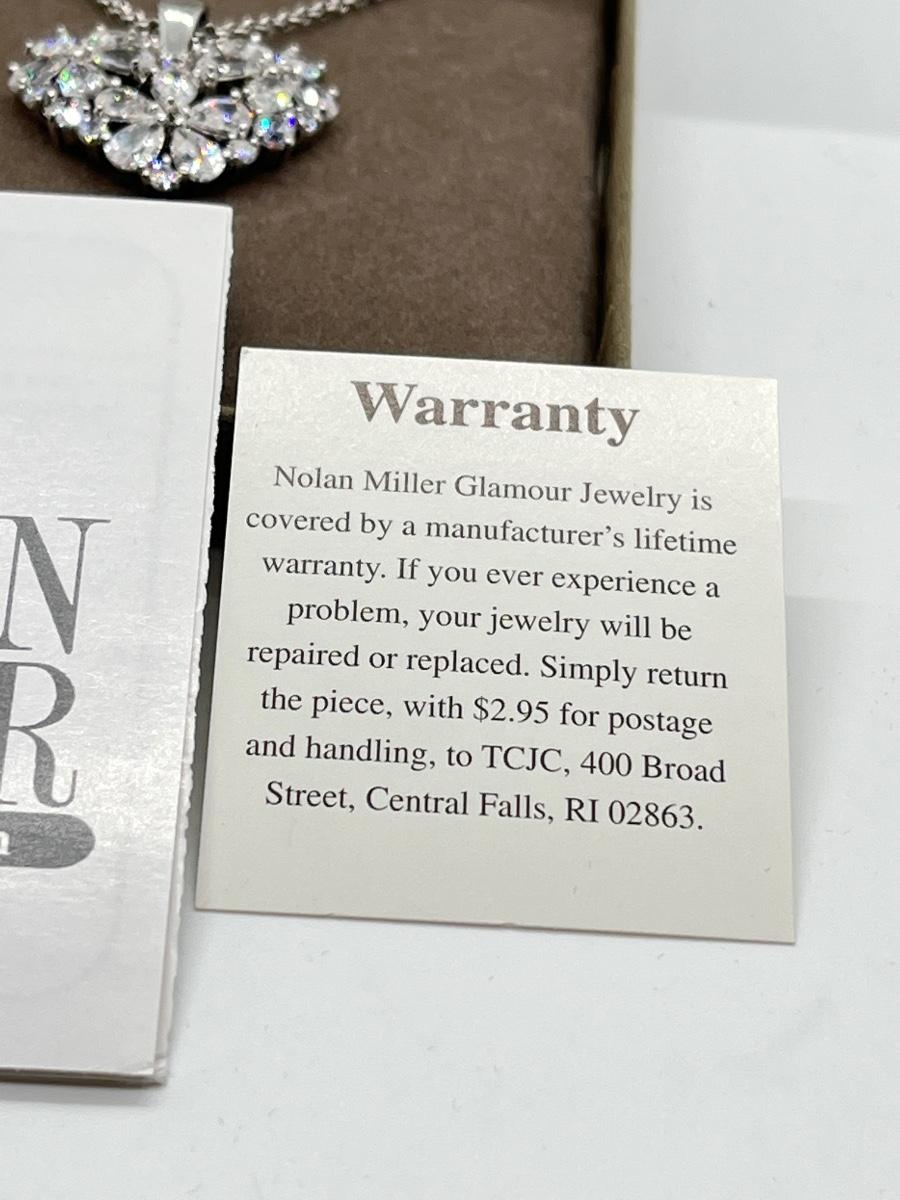 N
R
n
Warranty
Nolan Miller Glamour Jewelry is
covered by a manufacturer's lifetime
warranty. If you ever experience a
problem, your jewelry will be
repaired or replaced. Simply return
the piece, with $2.95 for postage
and handling, to TCJC, 400 Broad
Street, Central Falls, RI 02863.